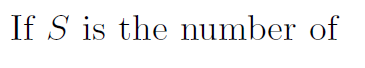 If S is the number of